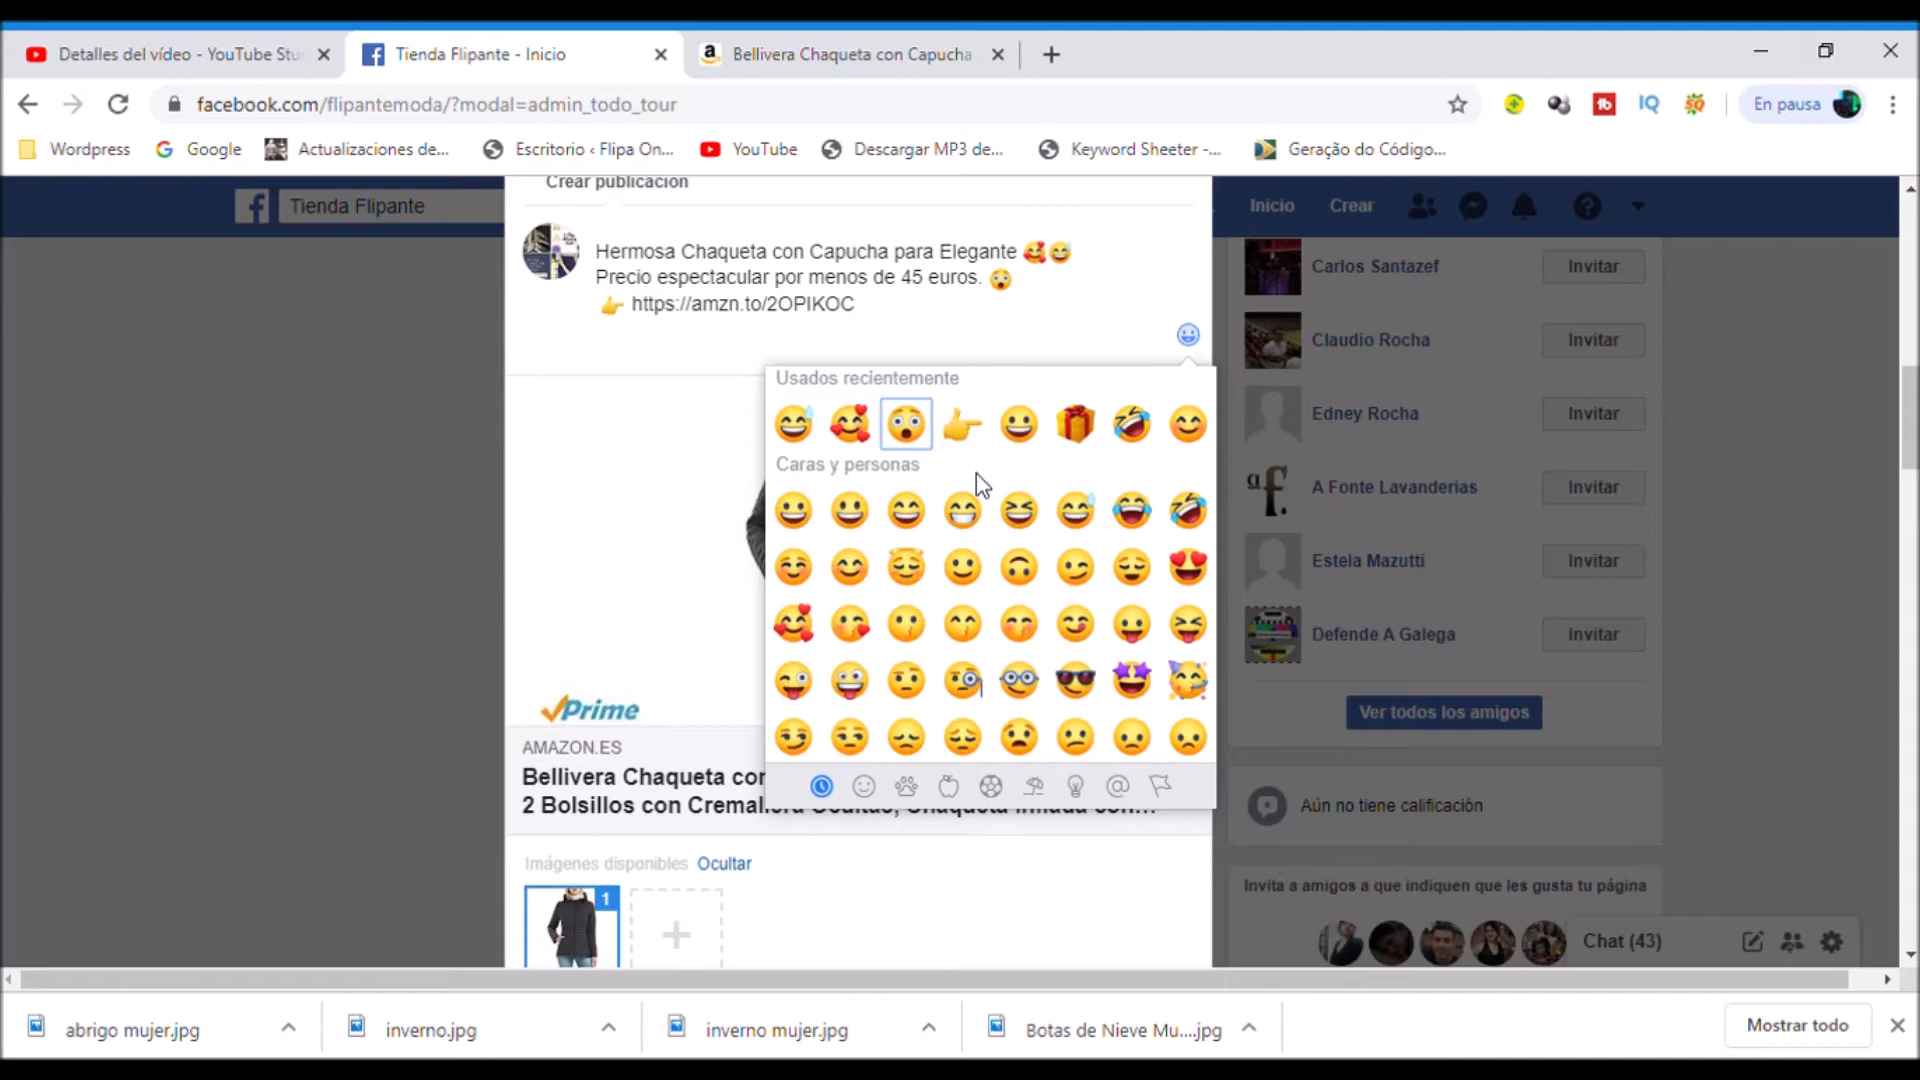 Detalles del vídeo - YouTube Stu
Tienda Flipante - Inicio
Bellivera Chaqueta con Capucha
facebook.com/flipantemoda/?modal=admin_todo_tour
En pausa
Wordpress
Google
Actualizaciones de...
Escritorio ‹ Flipa On...
YouTube
Descargar MP3 de...
Keyword Sheeter -...
Geração do Código...
Crear publicación
Tienda Flipante
Inicio
Crear
Hermosa Chaqueta con Capucha para Elegante 🥰😅
Precio espectacular por menos de 45 euros. 😲
👉 https://amzn.to/2OPIKOC
Usados recientemente
Caras y personas
Carlos Santazef
Invitar
Claudio Rocha
Invitar
Edney Rocha
Invitar
A Fonte Lavanderias
Invitar
Estela Mazutti
Invitar
Defende A Galega
Invitar
Ver todos los amigos
Prime
AMAZON.ES
Bellivera Chaqueta con
2 Bolsillos con Cremallera Ocultas, Chaqueta Inflada con...
Aún no tiene calificación
Imágenes disponibles Ocultar
1
Invita a amigos a que indiquen que les gusta tu página
Chat (43)
abrigo mujer.jpg
inverno.jpg
inverno mujer.jpg
Botas de Nieve Mu....jpg
Mostrar todo